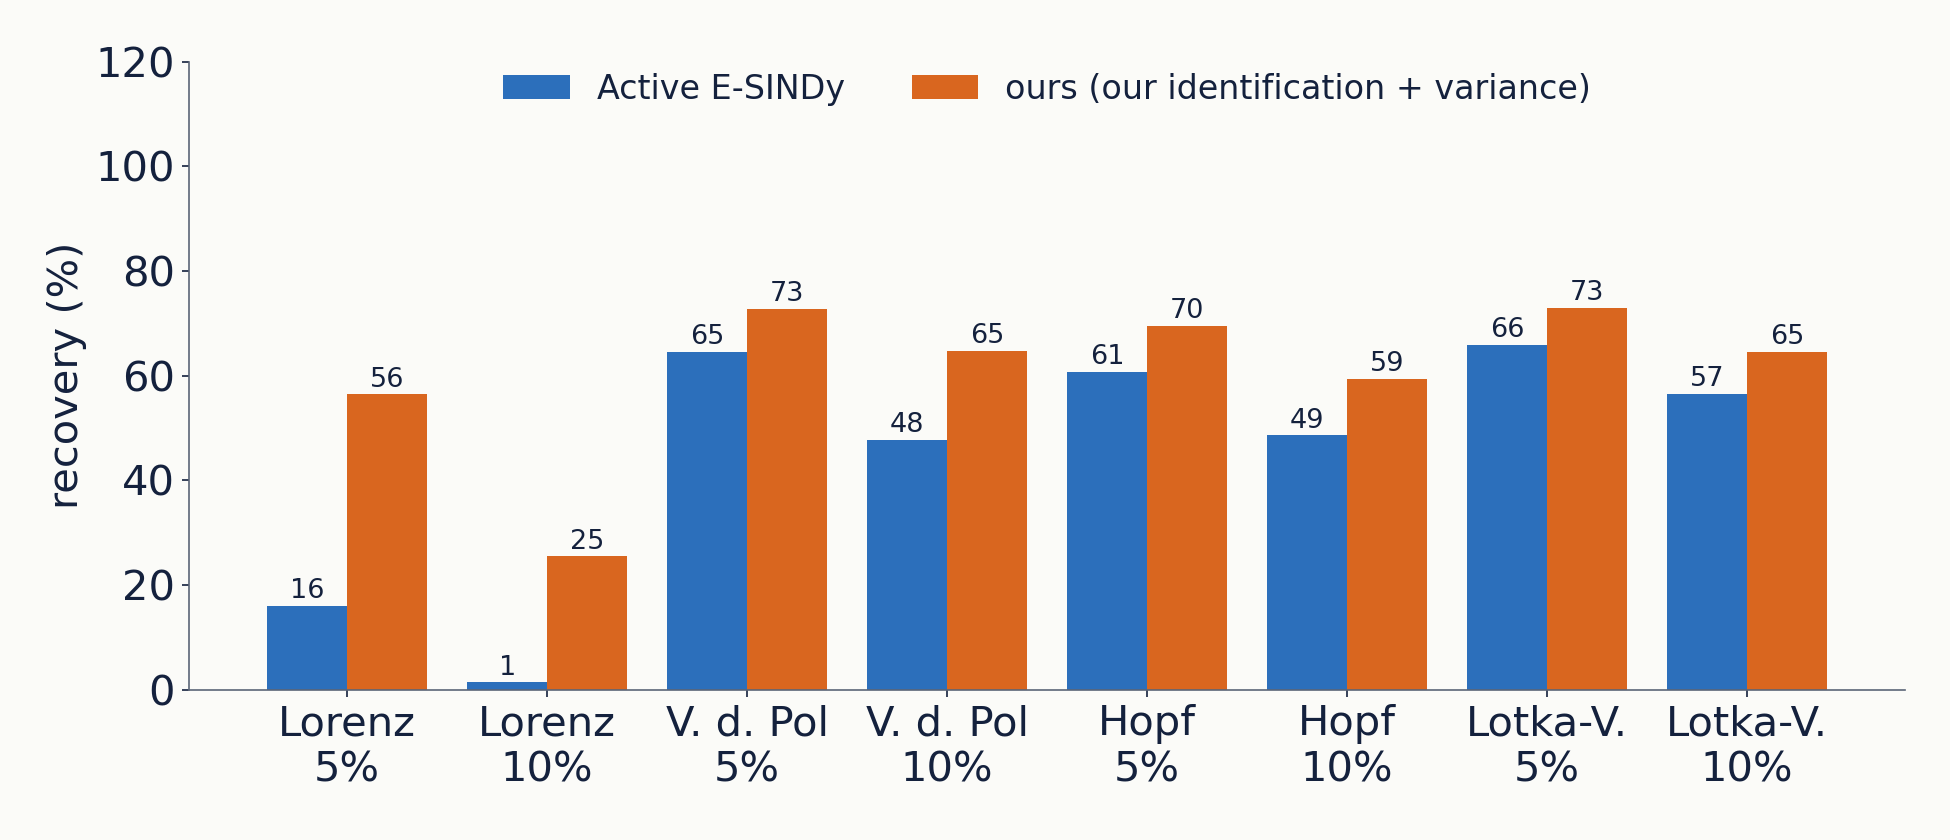 120
100
80
60
40
20
0
recovery (%)
Active E-SINDy
ours (our identification + variance)
16
56
1
25
65
73
48
65
61
70
49
59
66
73
57
65
Lorenz
5%
Lorenz
10%
V. d. Pol
5%
V. d. Pol
10%
Hopf
5%
Hopf
10%
Lotka-V.
5%
Lotka-V.
10%